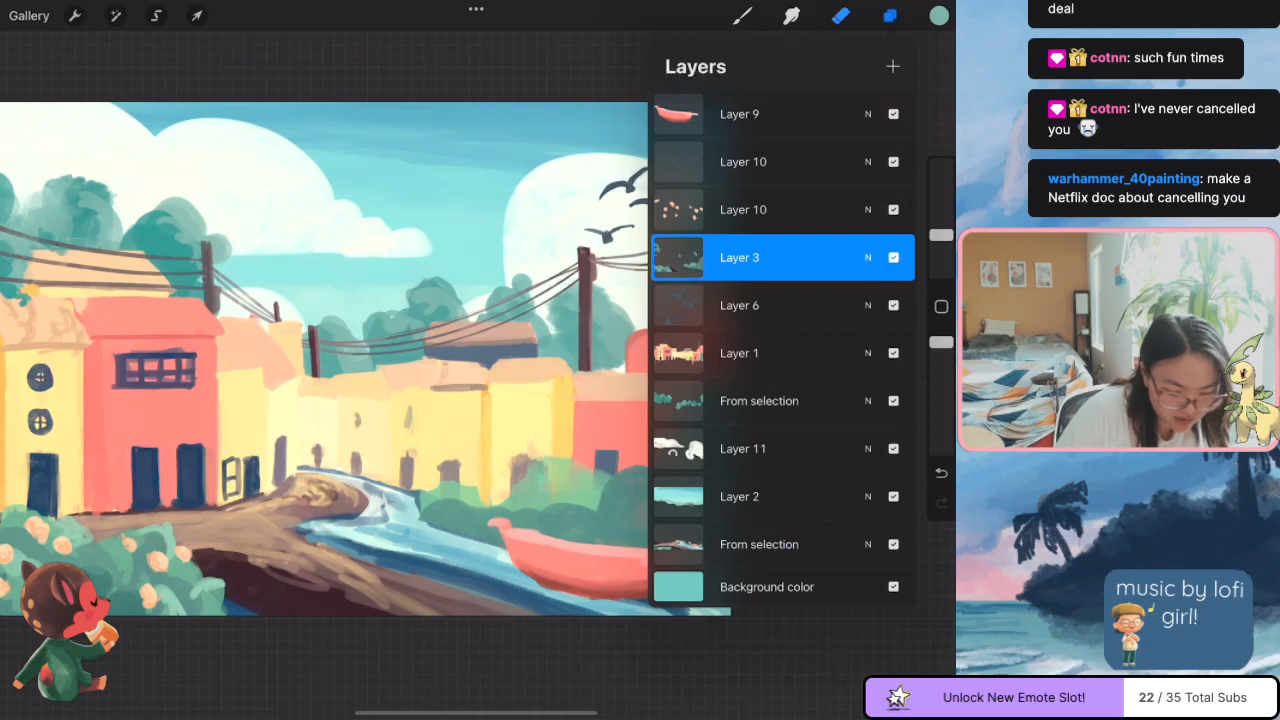 Gallery
Layers
Layer 9 N
Layer 10 N
Layer 10 N
Layer 3 N
Layer 6 N
Layer 1 N
From selection N
Layer 11 N
Layer 2 N
From selection N
Background color
deal
cotnn: such fun times
cotnn: I've never cancelled
you
warhammer_40painting: make a
Netflix doc about cancelling you
music by lofi
girl!
Unlock New Emote Slot!
22 / 35 Total Subs